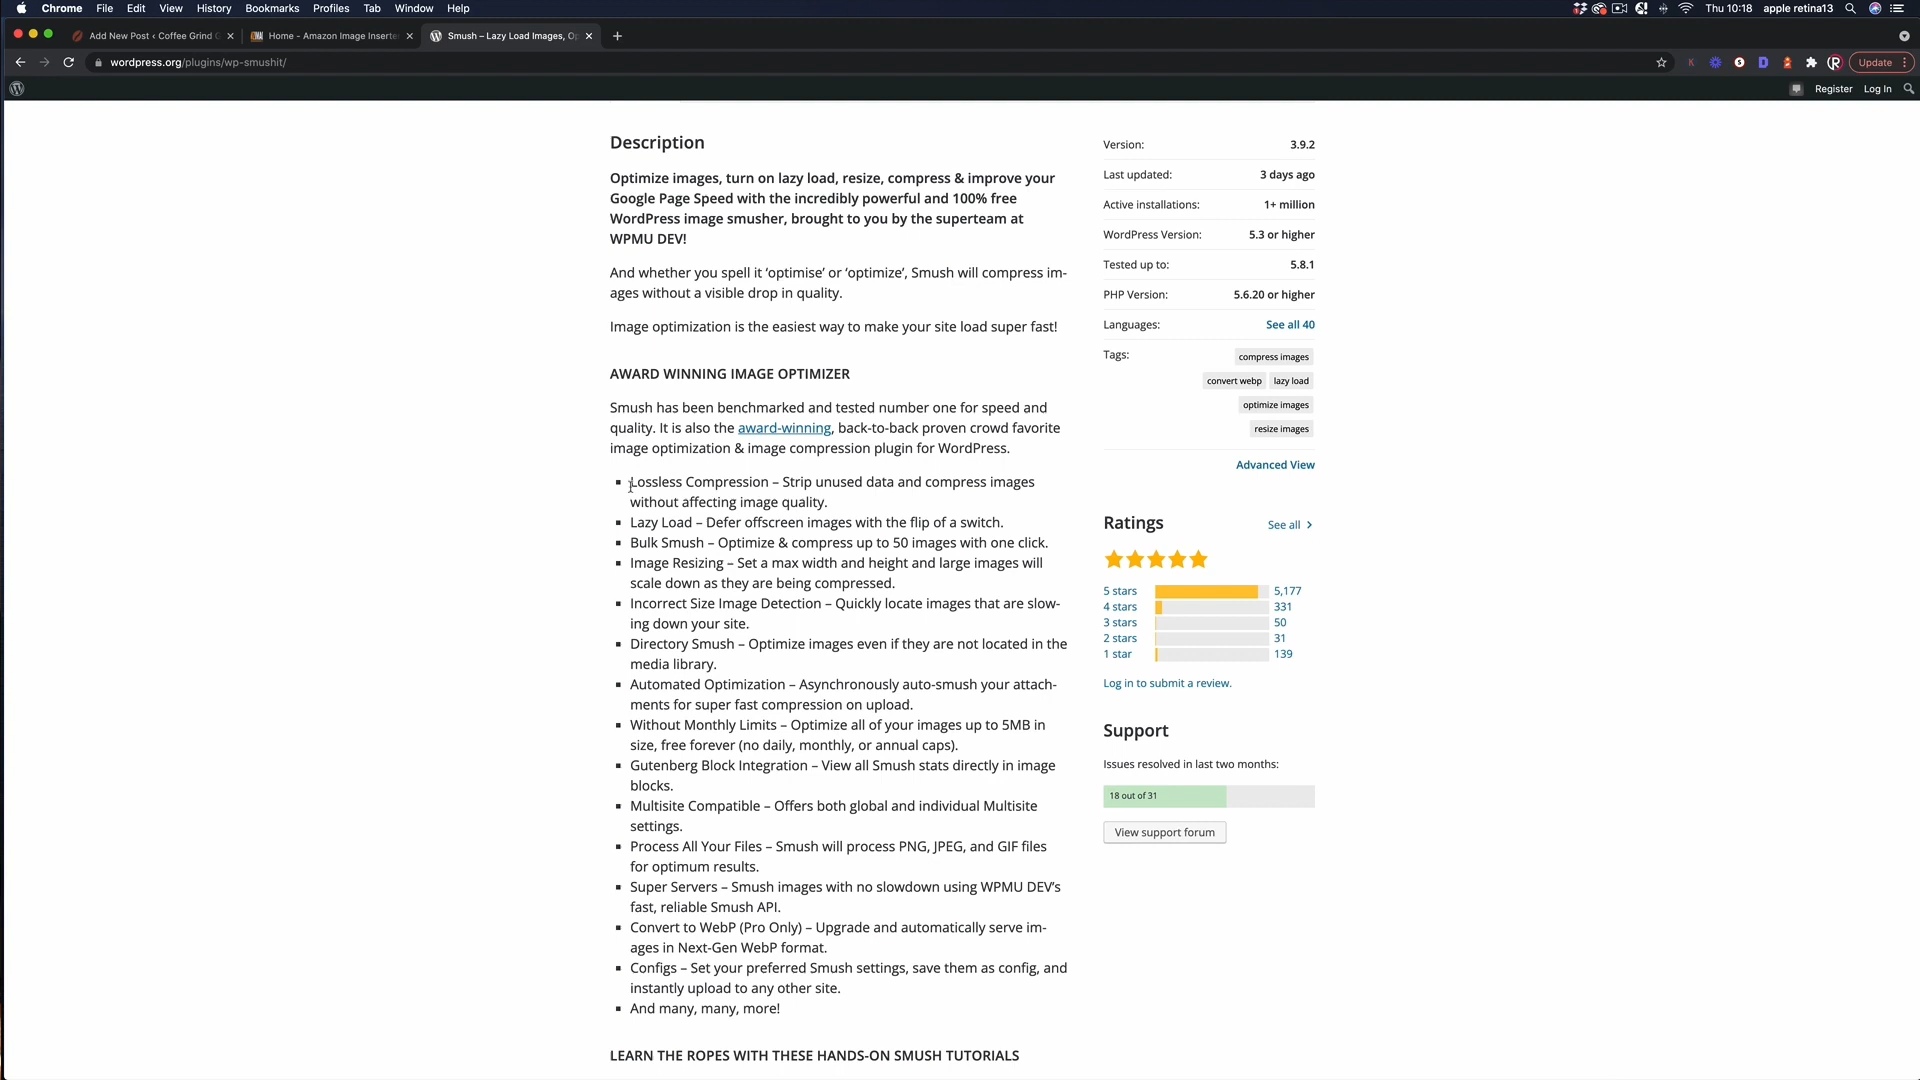 Chrome File Edit View History Bookmarks Profiles Tab Window Help Thu 10:18 apple retina13
Add New Post ‹ Coffee Grind Home - Amazon Image Inserte Smush – Lazy Load Images, Op
wordpress.org/plugins/wp-smushit/ Update
Register Log In
Description
Optimize images, turn on lazy load, resize, compress & improve your
Google Page Speed with the incredibly powerful and 100% free
WordPress image smusher, brought to you by the superteam at
WPMU DEV!
And whether you spell it ‘optimise’ or ‘optimize’, Smush will compress im-
ages without a visible drop in quality.
Image optimization is the easiest way to make your site load super fast!
AWARD WINNING IMAGE OPTIMIZER
Smush has been benchmarked and tested number one for speed and
quality. It is also the award-winning, back-to-back proven crowd favorite
image optimization & image compression plugin for WordPress.
Lossless Compression – Strip unused data and compress images
without affecting image quality.
Lazy Load – Defer offscreen images with the flip of a switch.
Bulk Smush – Optimize & compress up to 50 images with one click.
Image Resizing – Set a max width and height and large images will
scale down as they are being compressed.
Incorrect Size Image Detection – Quickly locate images that are slow-
ing down your site.
Directory Smush – Optimize images even if they are not located in the
media library.
Automated Optimization – Asynchronously auto-smush your attach-
ments for super fast compression on upload.
Without Monthly Limits – Optimize all of your images up to 5MB in
size, free forever (no daily, monthly, or annual caps).
Gutenberg Block Integration – View all Smush stats directly in image
blocks.
Multisite Compatible – Offers both global and individual Multisite
settings.
Process All Your Files – Smush will process PNG, JPEG, and GIF files
for optimum results.
Super Servers – Smush images with no slowdown using WPMU DEV’s
fast, reliable Smush API.
Convert to WebP (Pro Only) – Upgrade and automatically serve im-
ages in Next-Gen WebP format.
Configs – Set your preferred Smush settings, save them as config, and
instantly upload to any other site.
And many, many, more!
LEARN THE ROPES WITH THESE HANDS-ON SMUSH TUTORIALS
Version: 3.9.2
Last updated: 3 days ago
Active installations: 1+ million
WordPress Version: 5.3 or higher
Tested up to: 5.8.1
PHP Version: 5.6.20 or higher
Languages: See all 40
Tags: compress images
convert webp lazy load
optimize images
resize images
Advanced View
Ratings See all
5 stars 5,177
4 stars 331
3 stars 50
2 stars 31
1 star 139
Log in to submit a review.
Support
Issues resolved in last two months:
18 out of 31
View support forum